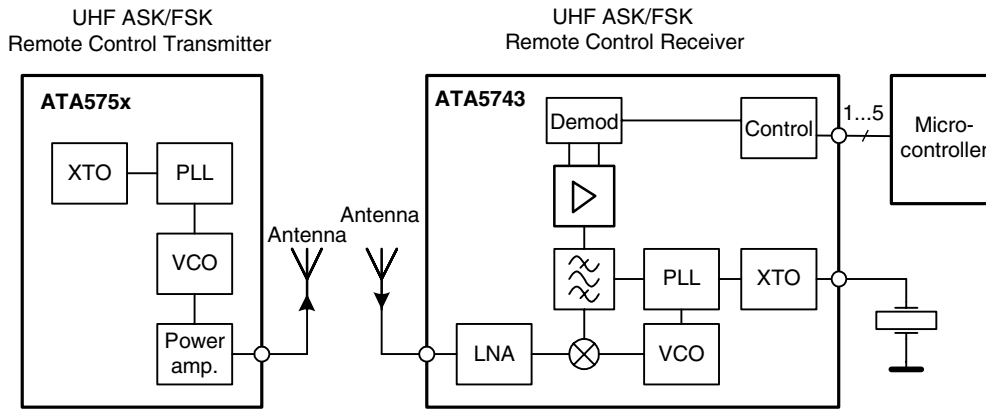 UHF ASK/FSK
Remote Control Transmitter
UHF ASK/FSK
Remote Control Receiver
ATA575x
XTO
PLL
VCO
Power
amp.
Antenna
Antenna
ATA5743
Demod
Control
1...5
Micro-
controller
PLL
XTO
LNA
VCO